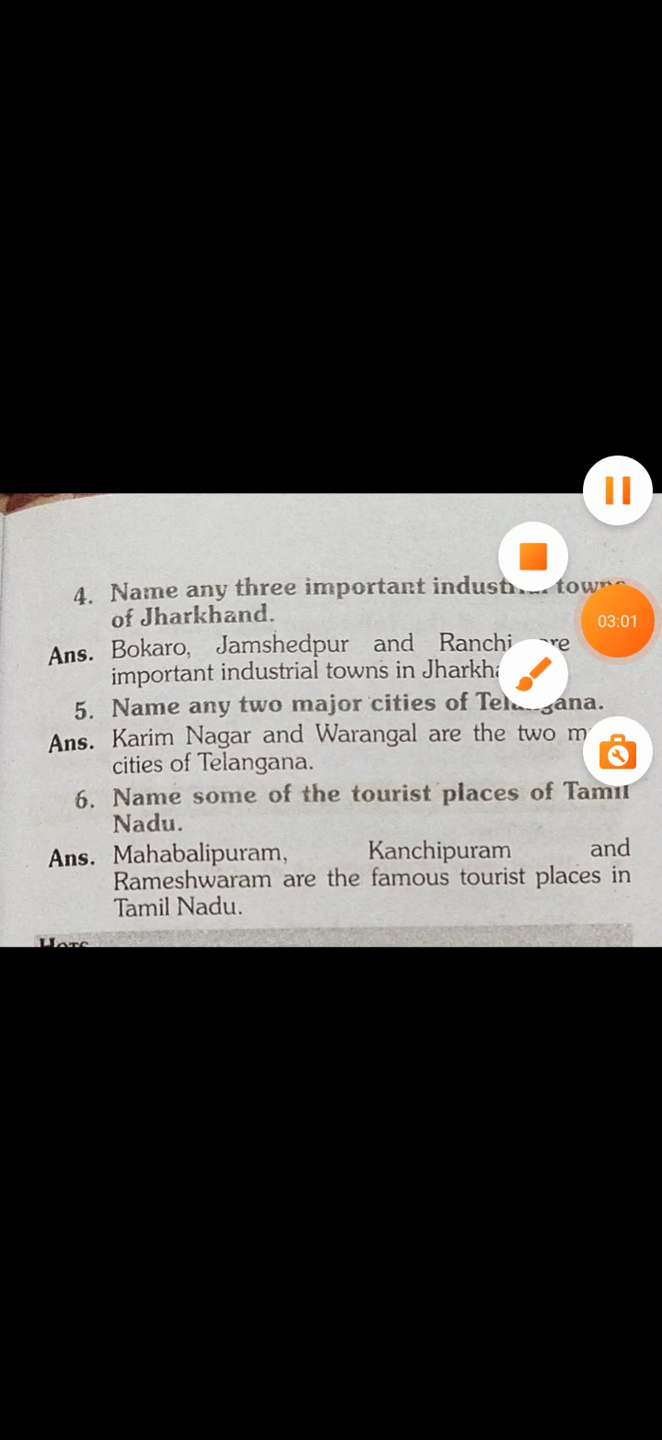 4. Name any three important towns
of Jharkhand.
Ans. Bokaro, Jamshedpur and Ranchi
important industrial towns in
5. Name any two major cities of
Ans. Karim Nagar and Warangal are the two
cities of Telangana.
6. Name some of the tourist places of Tamil
Nadu.
Ans. Mahabalipuram, Kanchipuram and
Rameshwaram are the famous tourist places in
Tamil Nadu.
HOTS
03:01